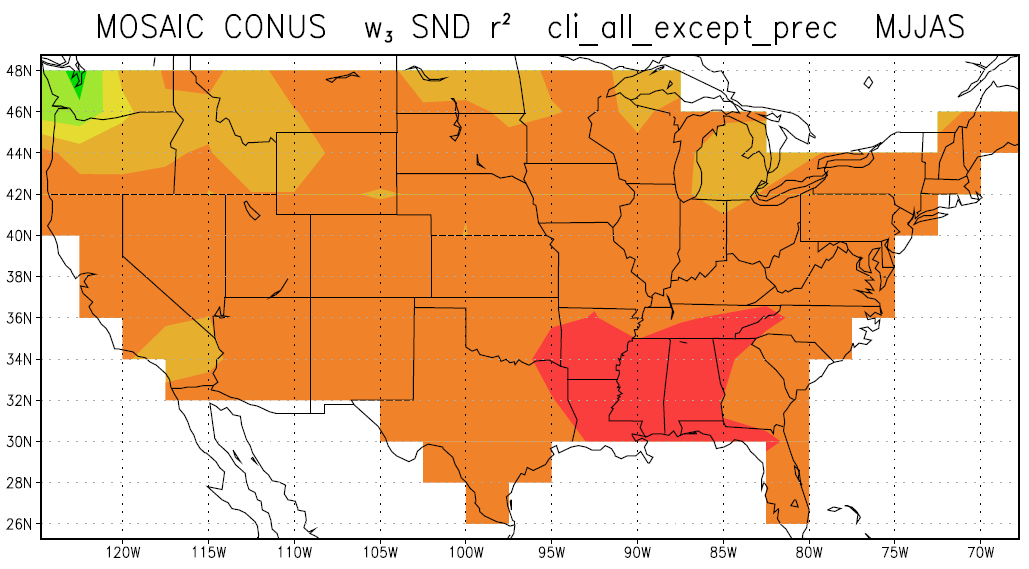 MOSAIC CONUS w₃ SND r² cli_all_except_prec MJJAS
48N
46N
44N
42N
40N
38N
36N
34N
32N
30N
28N
26N
120W 115W 110W 105W 100W 95W 90W 85W 80W 75W 70W